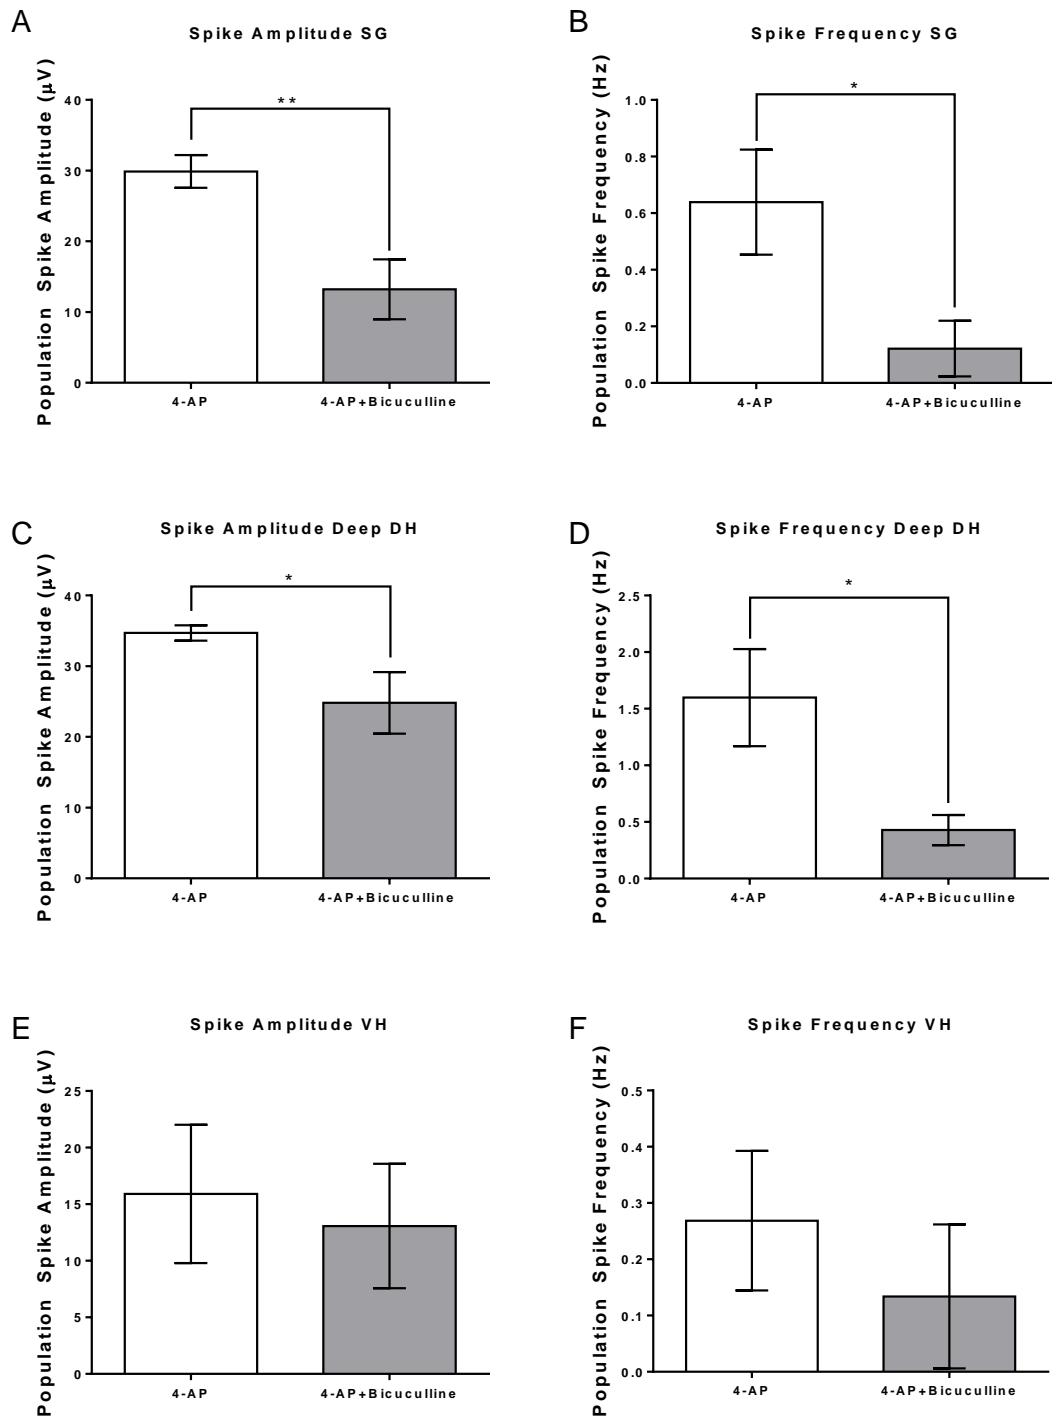 A
Spike Amplitude SG
Population Spike Amplitude (µV)
40
30
20
10
0
**
4-AP
4-AP+Bicuculline
B
Spike Frequency SG
Population Spike Frequency (Hz)
1.0
0.8
0.6
0.4
0.2
0.0
*
4-AP
4-AP+Bicuculline
C
Spike Amplitude Deep DH
Population Spike Amplitude (µV)
40
30
20
10
0
*
4-AP
4-AP+Bicuculline
D
Spike Frequency Deep DH
Population Spike Frequency (Hz)
2.5
2.0
1.5
1.0
0.5
0.0
*
4-AP
4-AP+Bicuculline
E
Spike Amplitude VH
Population Spike Amplitude (µV)
25
20
15
10
5
0
4-AP
4-AP+Bicuculline
F
Spike Frequency VH
Population Spike Frequency (Hz)
0.5
0.4
0.3
0.2
0.1
0.0
4-AP
4-AP+Bicuculline